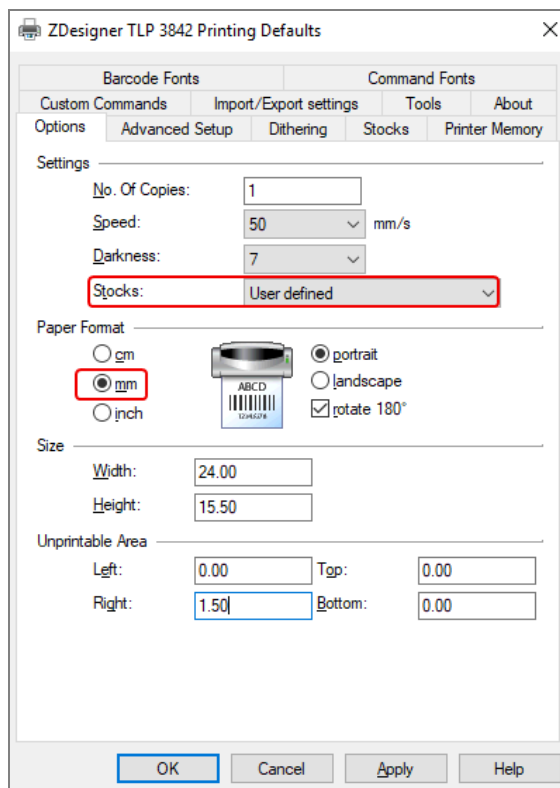 ZDesigner TLP 3842 Printing Defaults
Barcode Fonts Command Fonts
Custom Commands Import/Export settings Tools About
Options Advanced Setup Dithering Stocks Printer Memory
Settings
No. Of Copies: 1
Speed: 50 mm/s
Darkness: 7
Stocks: User defined
Paper Format
cm portrait
mm landscape
inch rotate 180°
ABCD
12345678
Size
Width: 24.00
Height: 15.50
Unprintable Area
Left: 0.00 Top: 0.00
Right: 1.50 Bottom: 0.00
OK Cancel Apply Help